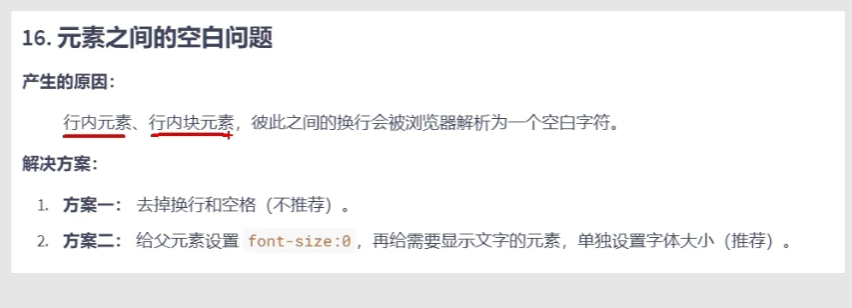 16. 元素之间的空白问题
产生的原因：
行内元素、行内块元素，彼此之间的换行会被浏览器解析为一个空白字符。
解决方案：
1. 方案一： 去掉换行和空格（不推荐）。
2. 方案二： 给父元素设置 font-size:0，再给需要显示文字的元素，单独设置字体大小（推荐）。